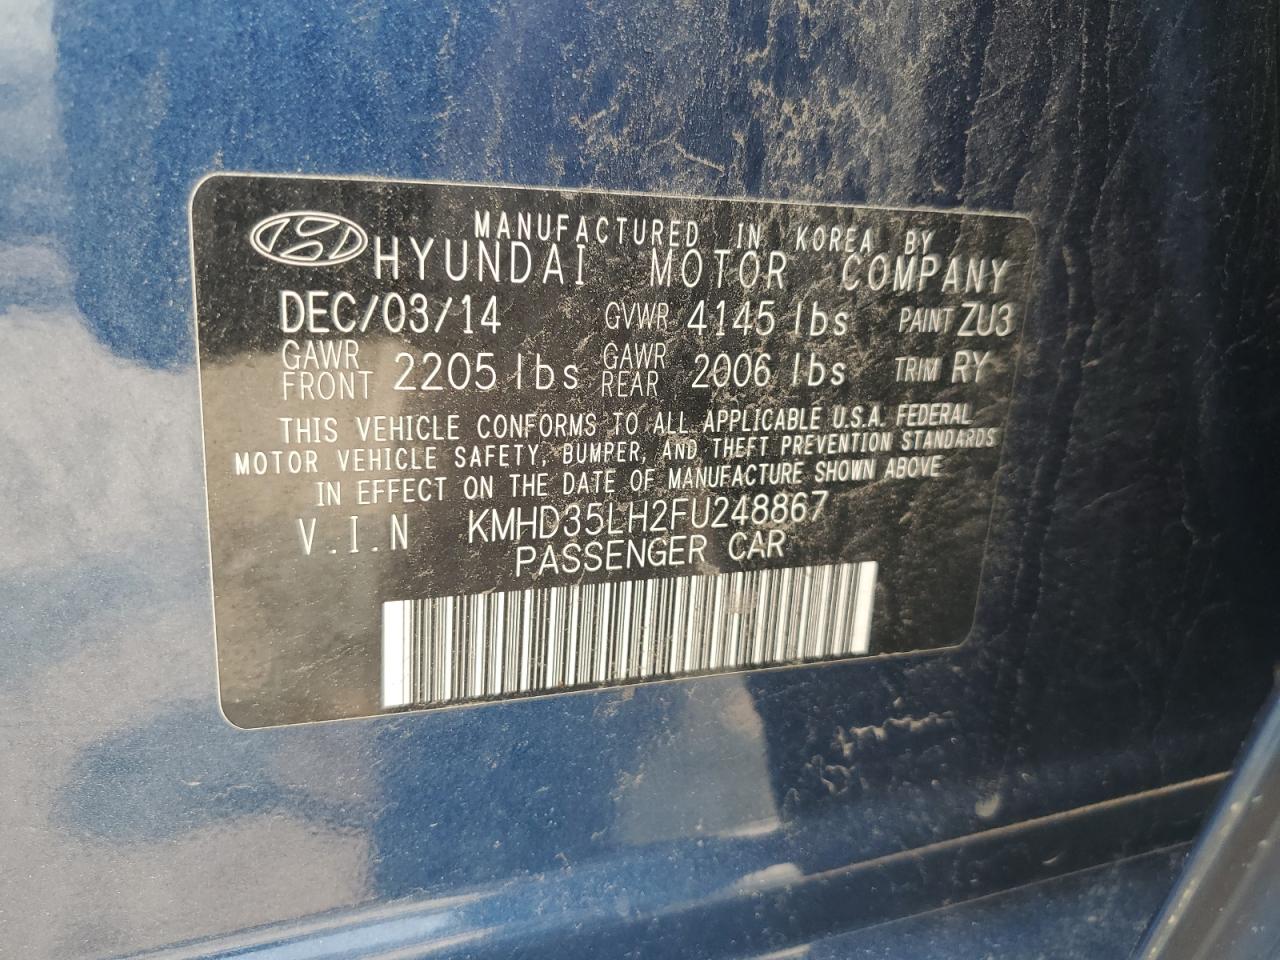 MANUFACTURED IN KOREA BY
HYUNDAI MOTOR COMPANY
DEC/03/14 GVWR 4145 lbs PAINT ZU3
GAWR FRONT 2205 lbs GAWR REAR 2006 lbs TRIM RY
THIS VEHICLE CONFORMS TO ALL APPLICABLE U.S.A. FEDERAL
MOTOR VEHICLE SAFETY, BUMPER, AND THEFT PREVENTION STANDARDS
IN EFFECT ON THE DATE OF MANUFACTURE SHOWN ABOVE
V.I.N KMHD35LH2FU248867
PASSENGER CAR